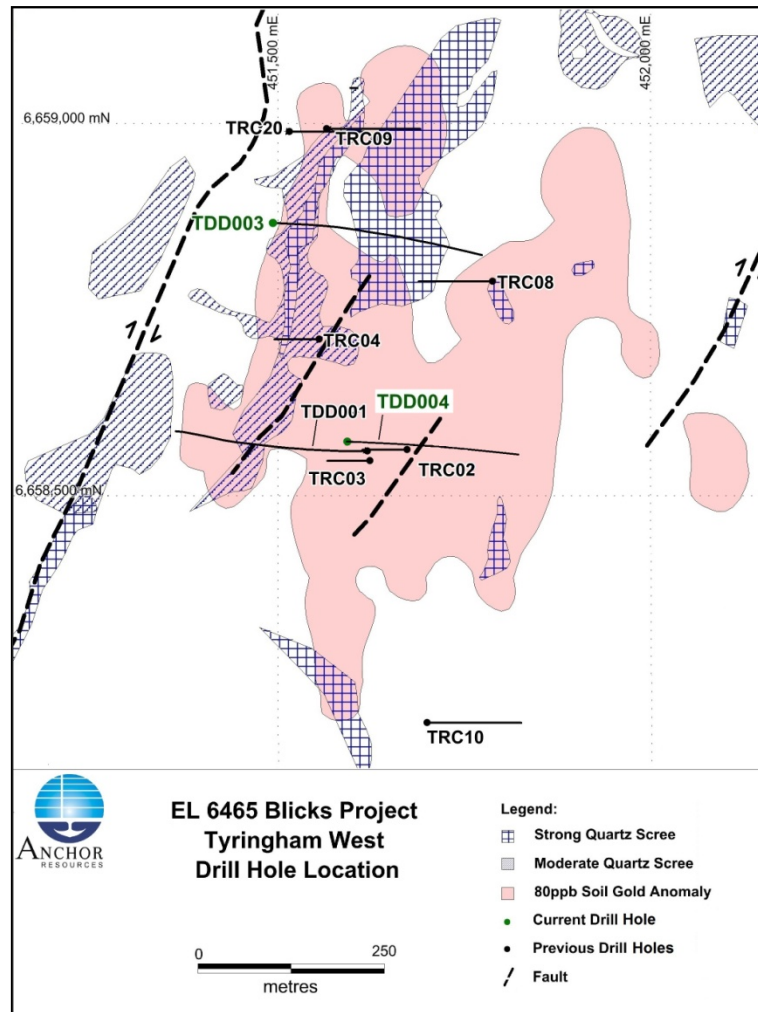 451,500 mE
452,000 mE
6,659,000 mN
TRC20
TRC09
TDD003
TRC08
TRC04
TDD001
TDD004
TRC03
TRC02
6,658,500 mN
TRC10
ANCHOR
RESOURCES
EL 6465 Blicks Project
Tyringham West
Drill Hole Location
0
250
metres
Legend:
Strong Quartz Scree
Moderate Quartz Scree
80ppb Soil Gold Anomaly
Current Drill Hole
Previous Drill Holes
Fault